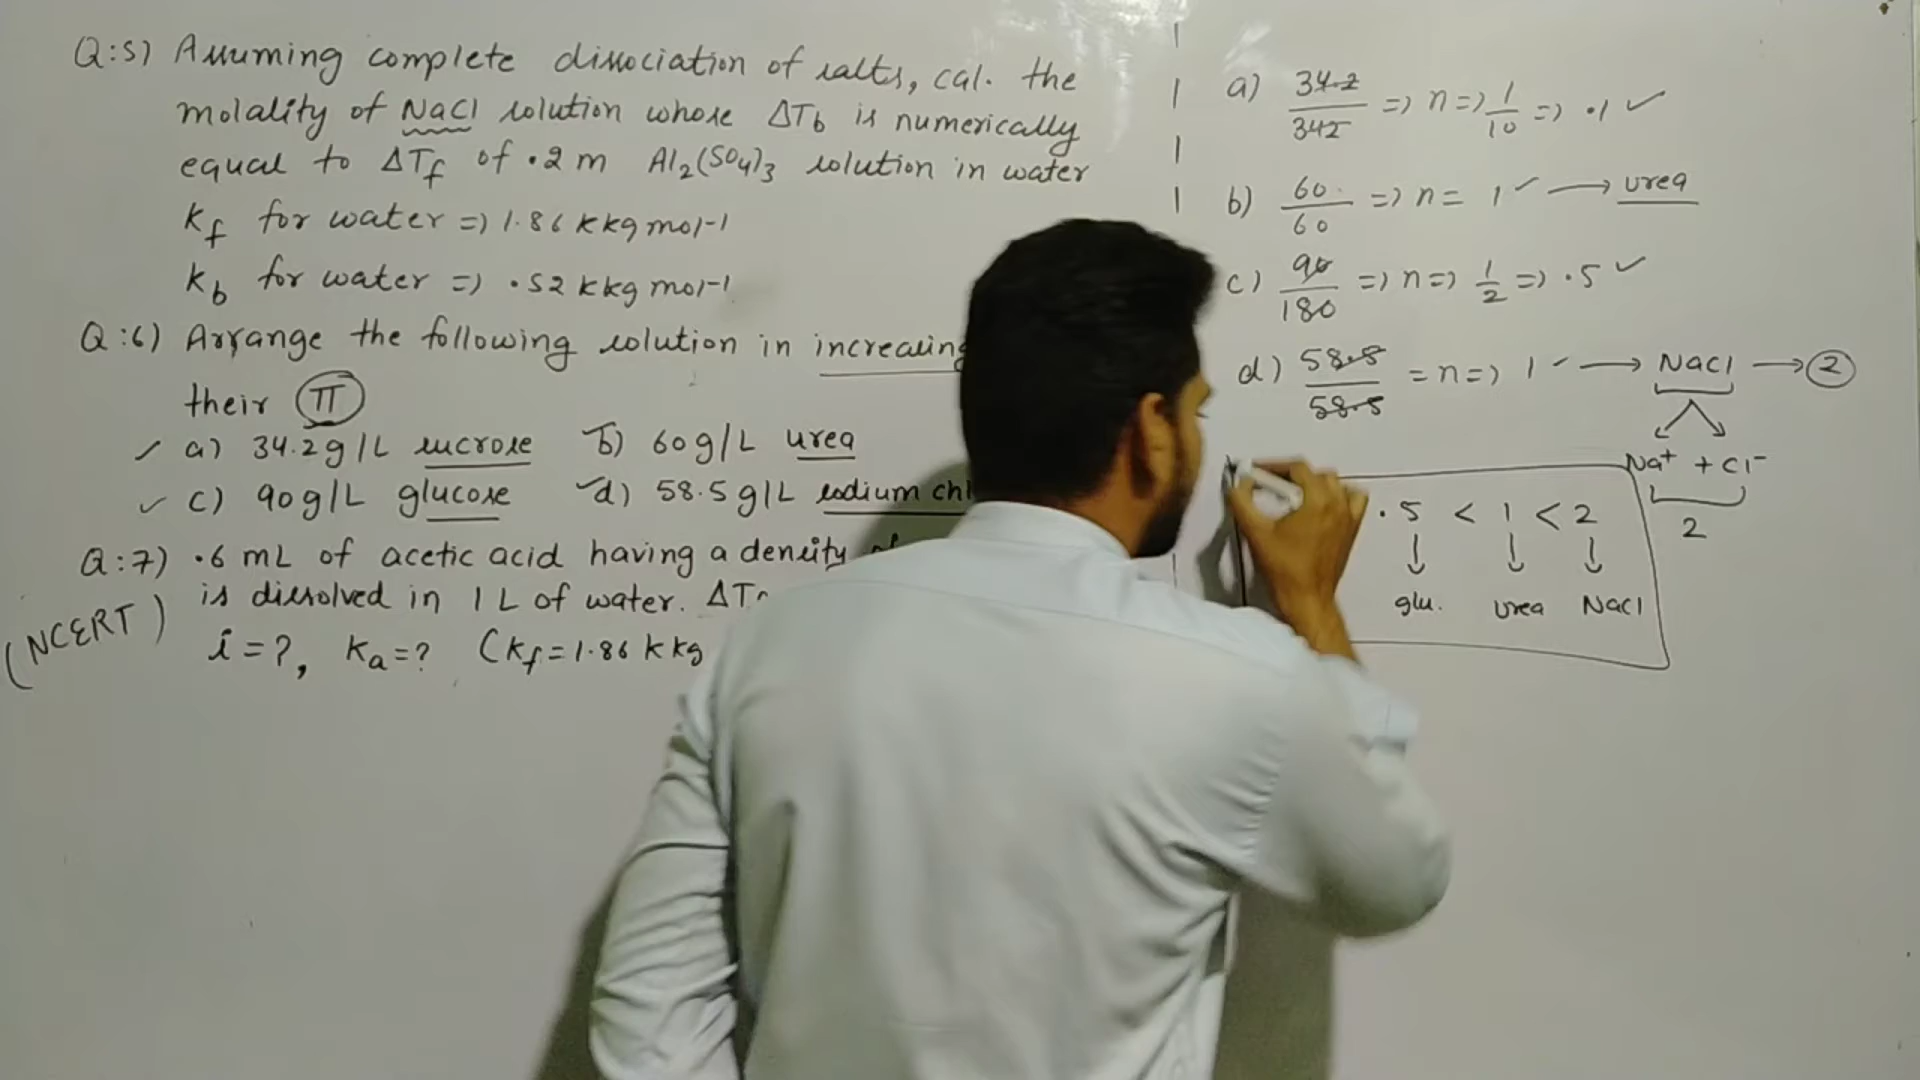 Q:5) Assuming complete dissociation of salts, cal. the
molality of NaCl solution whose ΔTb is numerically
equal to ΔTf of .2 m Al2(SO4)3 solution in water
Kf for water => 1.86 K kg mol-1
Kb for water => .52 K kg mol-1
Q:6) Arrange the following solution in increasing
their π
a) 34.2 g/L sucrose b) 60 g/L urea
c) 90 g/L glucose d) 58.5 g/L sodium
Q:7) .6 mL of acetic acid having a density
is dissolved in 1 L of water.
(NCERT)
i = ?, Ka = ? (Kf = 1.86 K kg
a) 34.2/342 => n => 1/10 => .1 ✓
b) 60/60 => n = 1 ✓ → urea
c) 90/180 => n => 1/2 => .5 ✓
d) 58.5/58.5 = n => 1 ✓ → NaCl → 2
Na+ + Cl-
2
.5 < 1 < 2
glu. urea NaCl